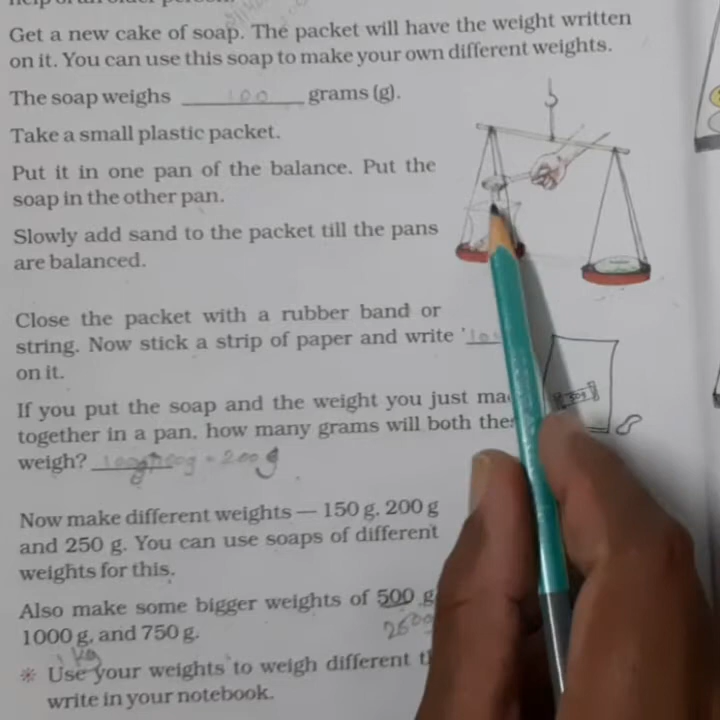 Get a new cake of soap. The packet will have the weight written
on it. You can use this soap to make your own different weights.
The soap weighs 100 grams (g).
Take a small plastic packet.
Put it in one pan of the balance. Put the
soap in the other pan.
Slowly add sand to the packet till the pans
are balanced.
Close the packet with a rubber band or
string. Now stick a strip of paper and write '
on it.
If you put the soap and the weight you just
together in a pan, how many grams will both
weigh? = 200g
Now make different weights — 150 g, 200 g
and 250 g. You can use soaps of different
weights for this.
Also make some bigger weights of 500 g
1000 g, and 750 g.
1 kg
* Use your weights to weigh different
write in your notebook.